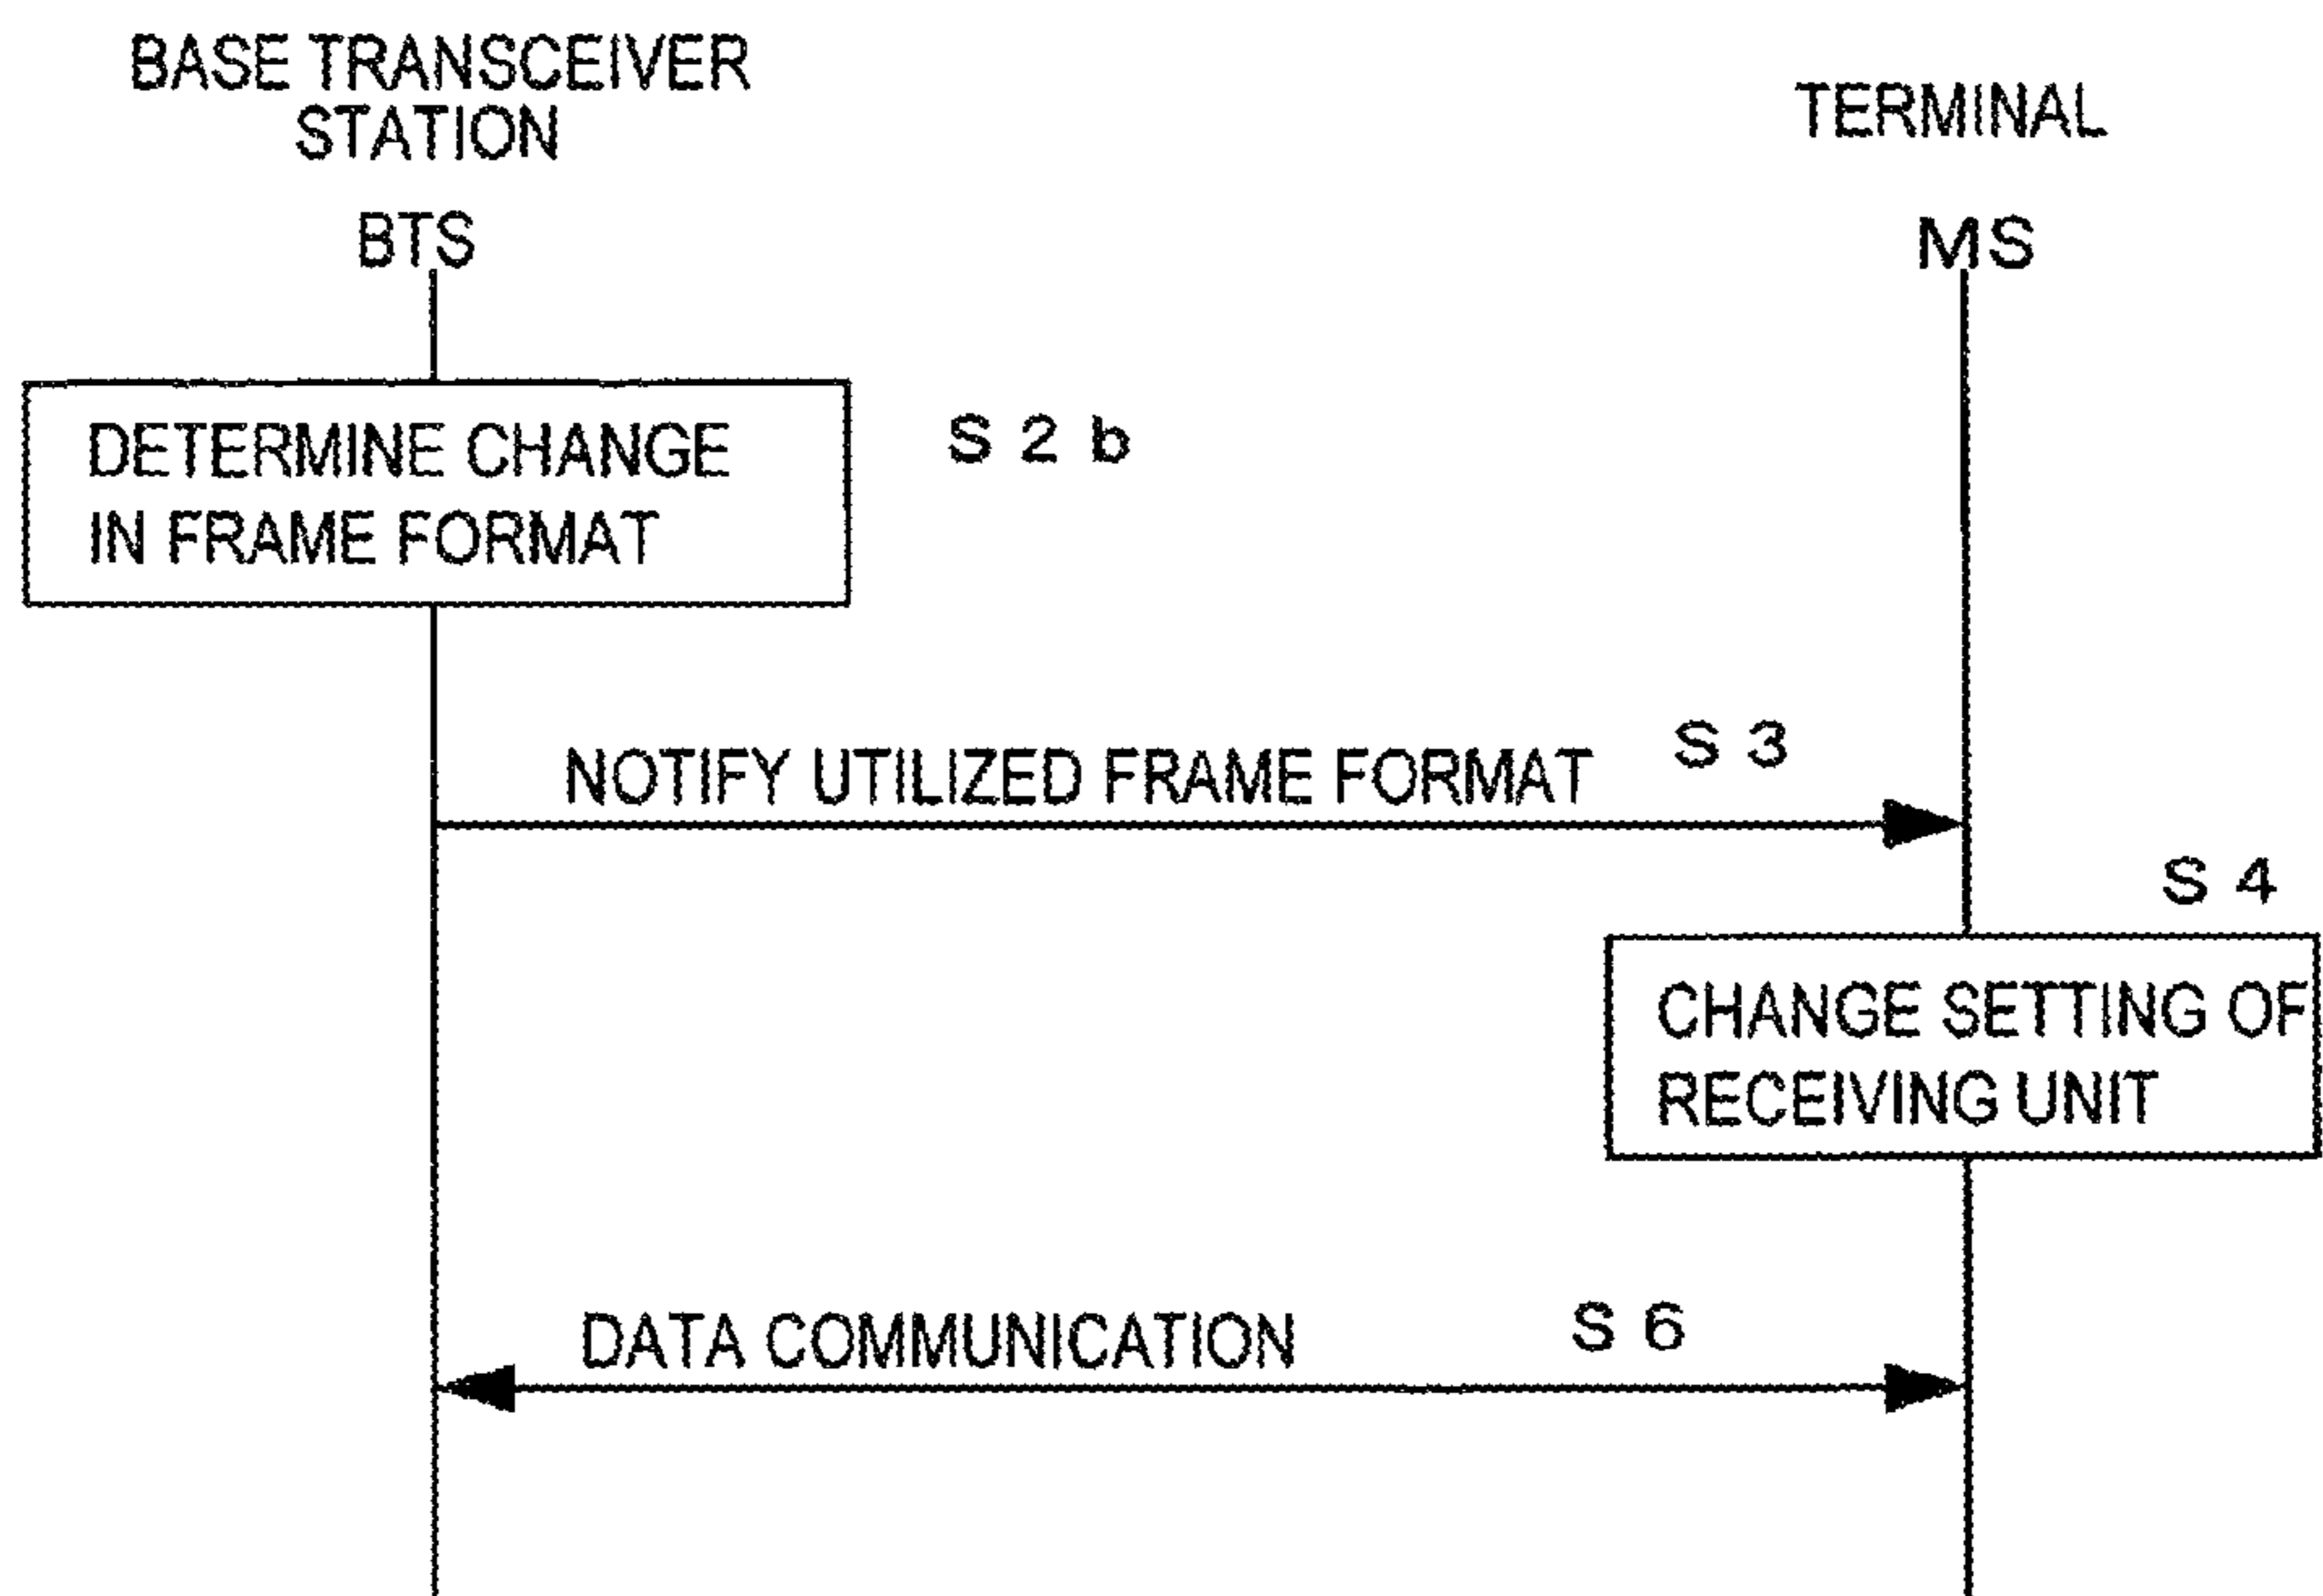 BASE TRANSCEIVER
STATION
BTS
TERMINAL
MS
DETERMINE CHANGE
IN FRAME FORMAT
S 2 b
NOTIFY UTILIZED FRAME FORMAT
S 3
S 4
CHANGE SETTING OF
RECEIVING UNIT
DATA COMMUNICATION
S 6